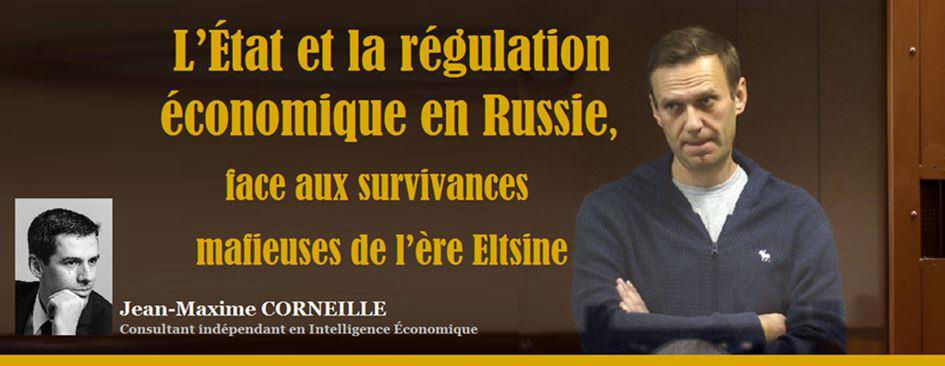 L’État et la régulation
économique en Russie,
face aux survivances
mafieuses de l’ère Eltsine
Jean-Maxime CORNEILLE
Consultant indépendant en Intelligence Économique